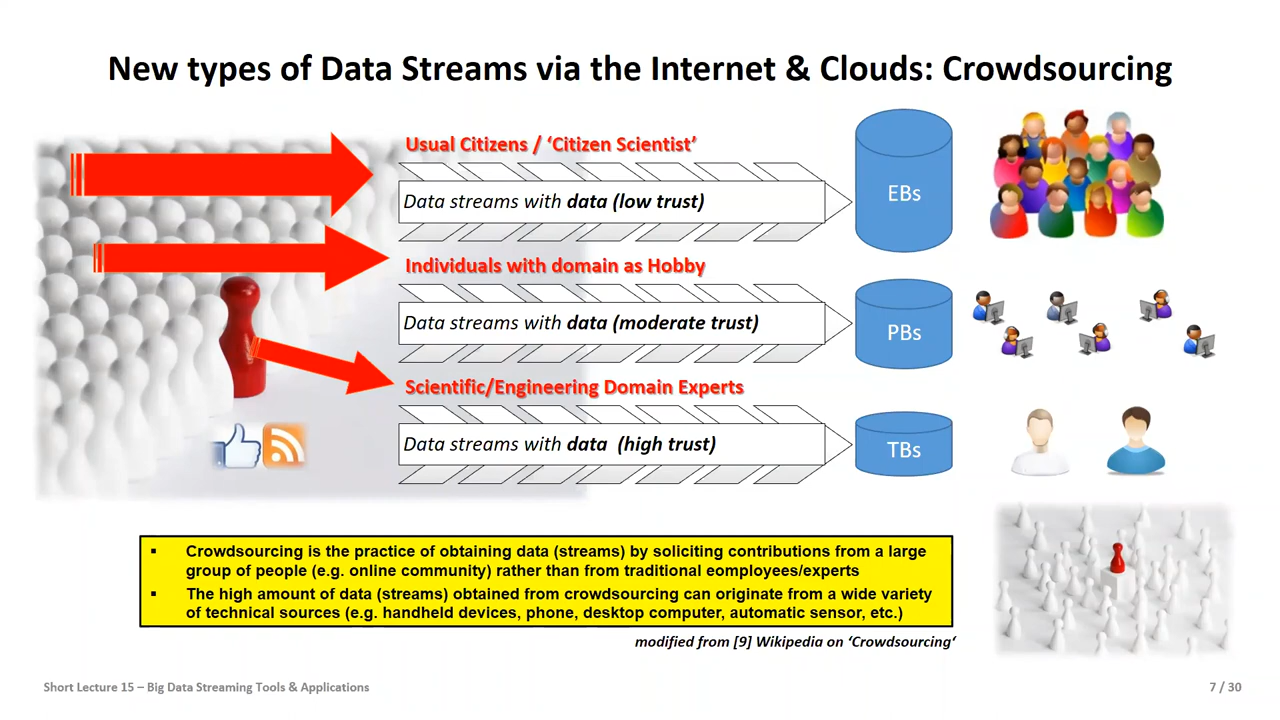 New types of Data Streams via the Internet & Clouds: Crowdsourcing
Usual Citizens / ‘Citizen Scientist’
Data streams with data (low trust)
EBs
Individuals with domain as Hobby
Data streams with data (moderate trust)
PBs
Scientific/Engineering Domain Experts
Data streams with data (high trust)
TBs
▪ Crowdsourcing is the practice of obtaining data (streams) by soliciting contributions from a large
group of people (e.g. online community) rather than from traditional eomployees/experts
▪ The high amount of data (streams) obtained from crowdsourcing can originate from a wide variety
of technical sources (e.g. handheld devices, phone, desktop computer, automatic sensor, etc.)
modified from [9] Wikipedia on ‘Crowdsourcing‘
Short Lecture 15 – Big Data Streaming Tools & Applications
7 / 30